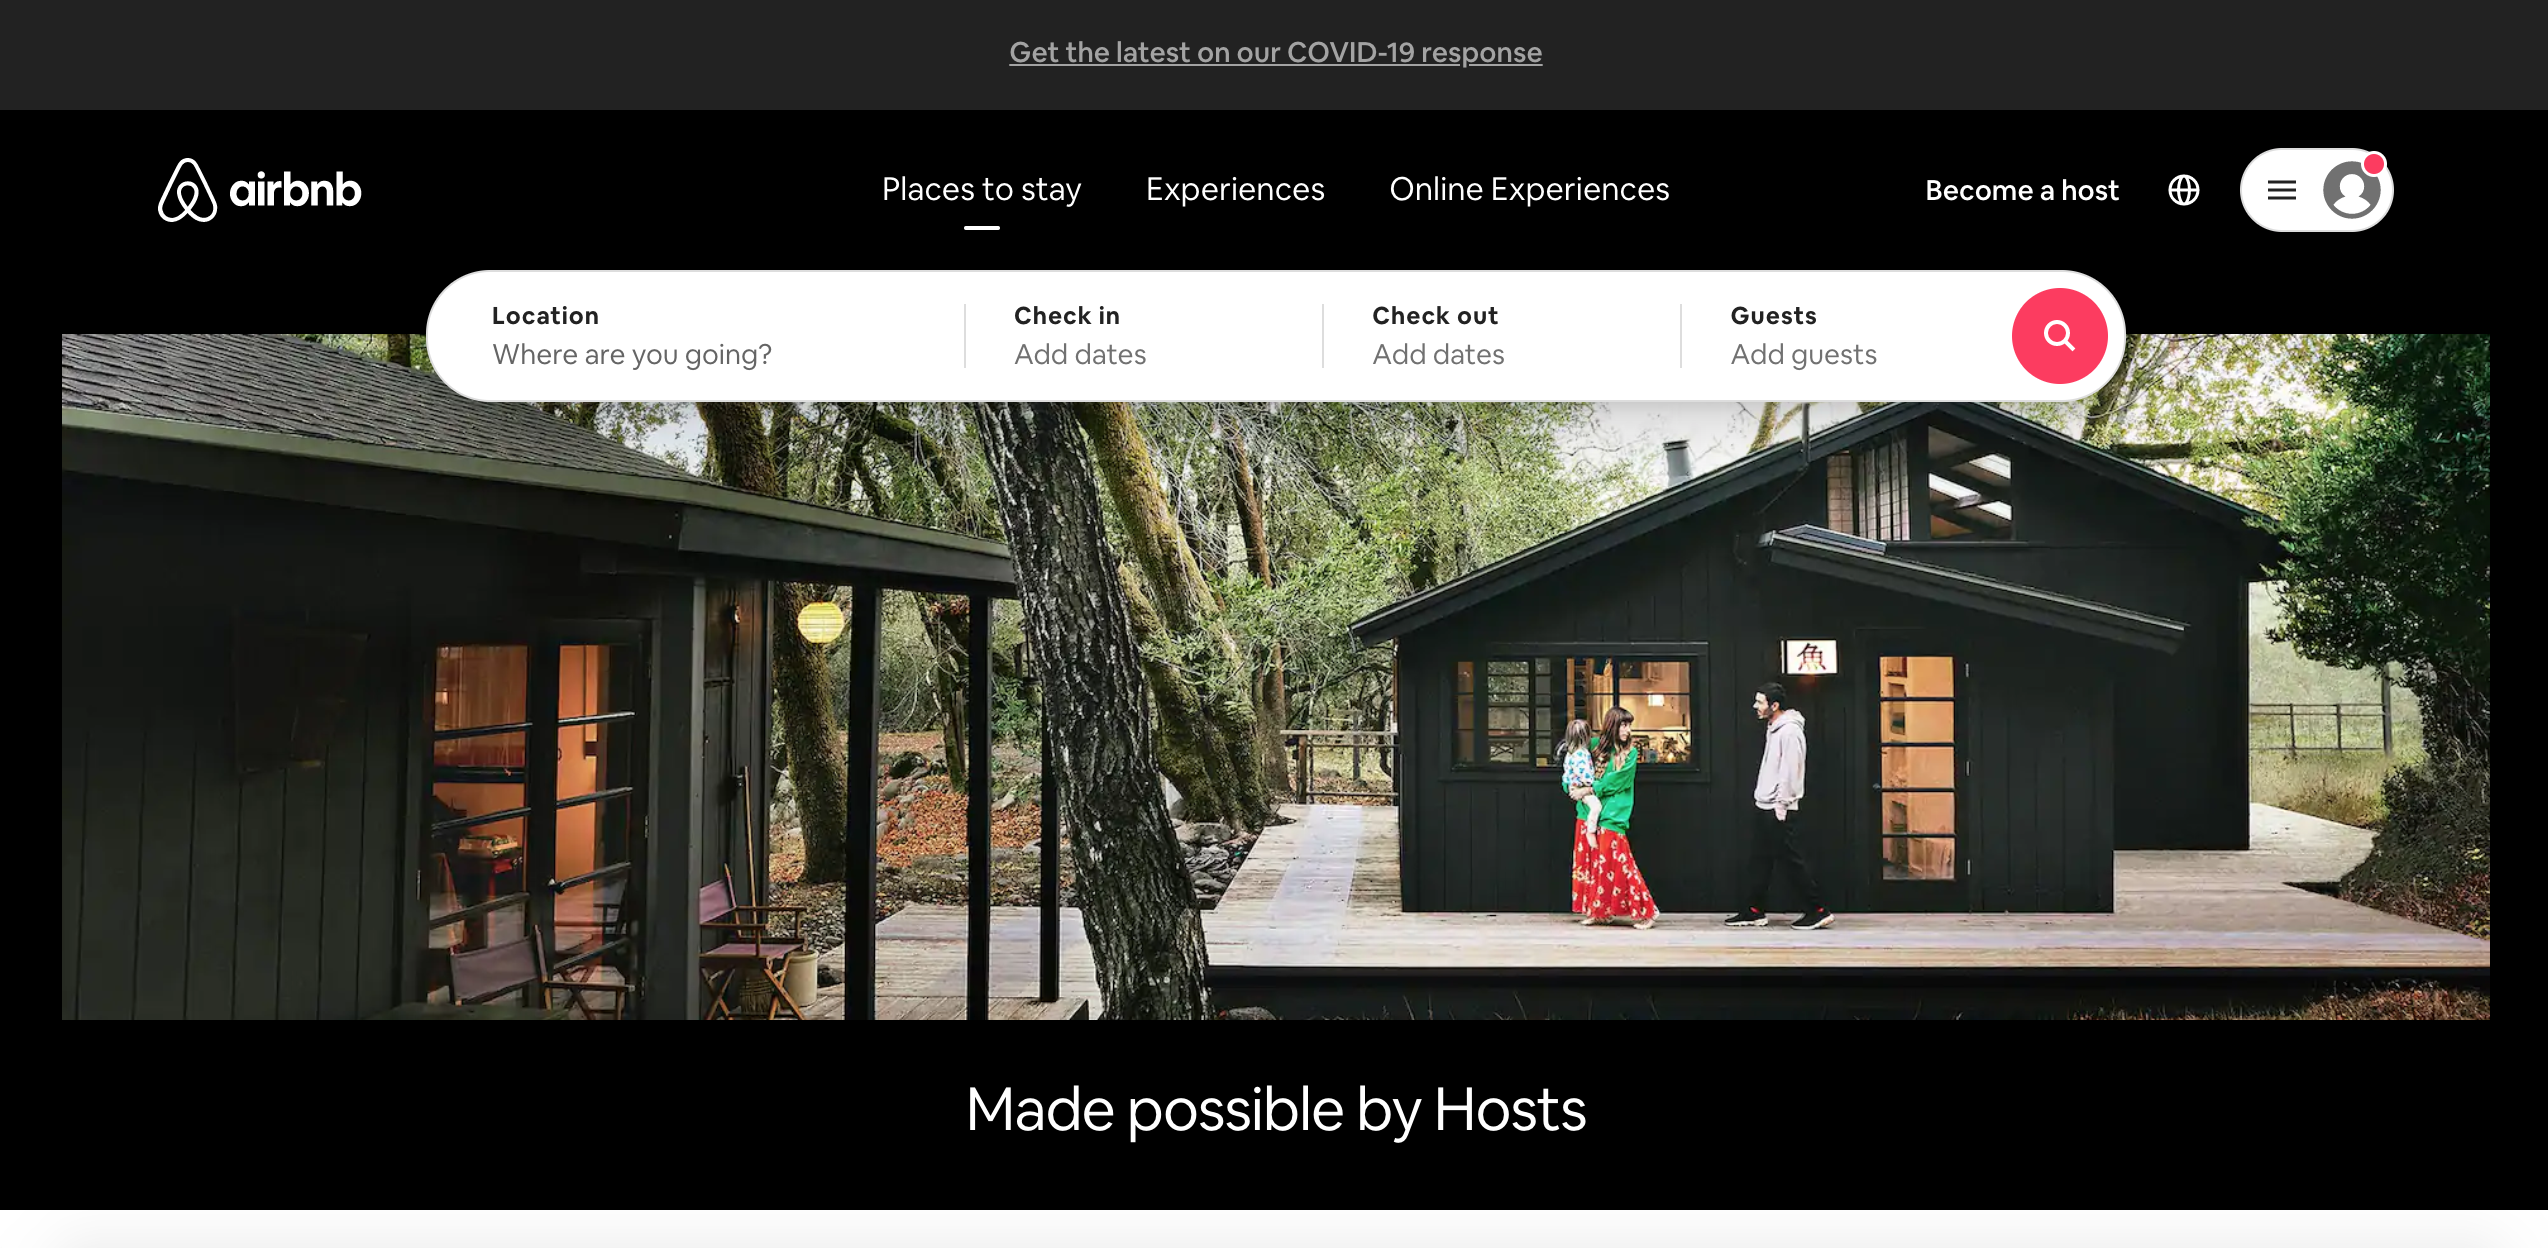 Get the latest on our COVID-19 response
airbnb
Places to stay
Experiences
Online Experiences
Become a host
Location
Where are you going?
Check in
Add dates
Check out
Add dates
Guests
Add guests
魚
Made possible by Hosts